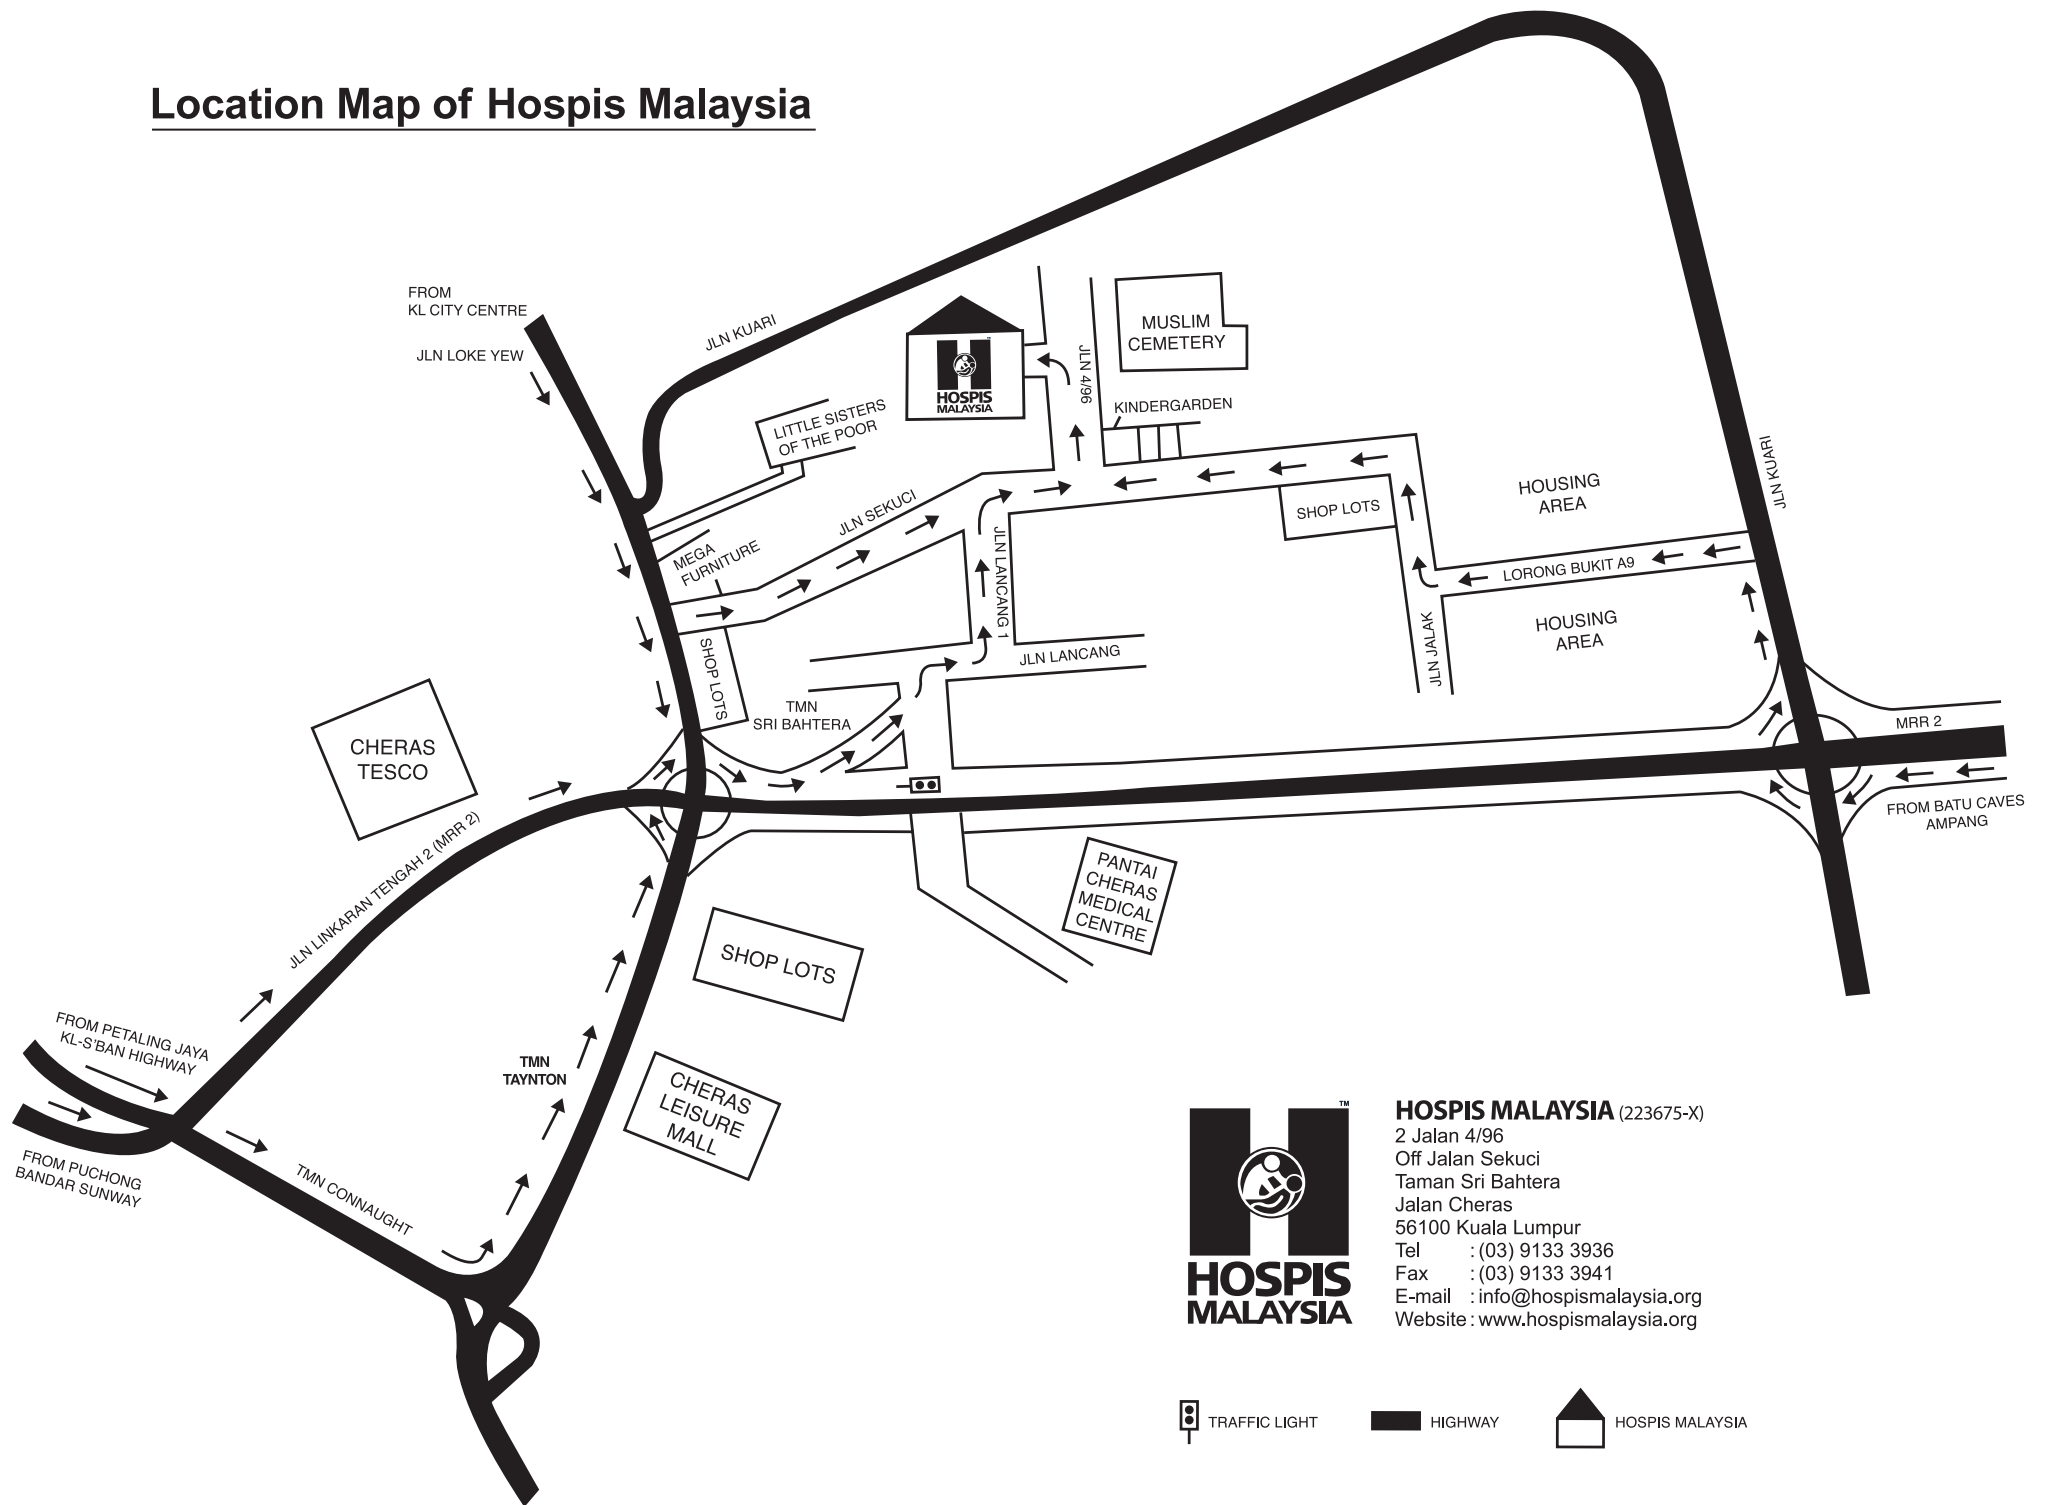 Location Map of Hospis Malaysia
FROM
KL CITY CENTRE
JLN LOKE YEW
JLN KUARI
LITTLE SISTERS
OF THE POOR
HOSPIS
MALAYSIA
JLN 4/96
MUSLIM
CEMETERY
KINDERGARDEN
JLN KUARI
JLN SEKUCI
MEGA
FURNITURE
SHOP LOTS
JLN LANCANG 1
SHOP LOTS
HOUSING
AREA
LORONG BUKIT A9
HOUSING
AREA
JLN JALAK
JLN LANCANG
TMN
SRI BAHTERA
CHERAS
TESCO
MRR 2
FROM BATU CAVES
AMPANG
JLN LINKARAN TENGAH 2 (MRR 2)
PANTAI
CHERAS
MEDICAL
CENTRE
SHOP LOTS
FROM PETALING JAYA
KL-S'BAN HIGHWAY
TMN
TAYNTON
CHERAS
LEISURE
MALL
FROM PUCHONG
BANDAR SUNWAY
TMN CONNAUGHT
TM
HOSPIS
MALAYSIA
HOSPIS MALAYSIA (223675-X)
2 Jalan 4/96
Off Jalan Sekuci
Taman Sri Bahtera
Jalan Cheras
56100 Kuala Lumpur
Tel : (03) 9133 3936
Fax : (03) 9133 3941
E-mail : info@hospismalaysia.org
Website : www.hospismalaysia.org
TRAFFIC LIGHT
HIGHWAY
HOSPIS MALAYSIA